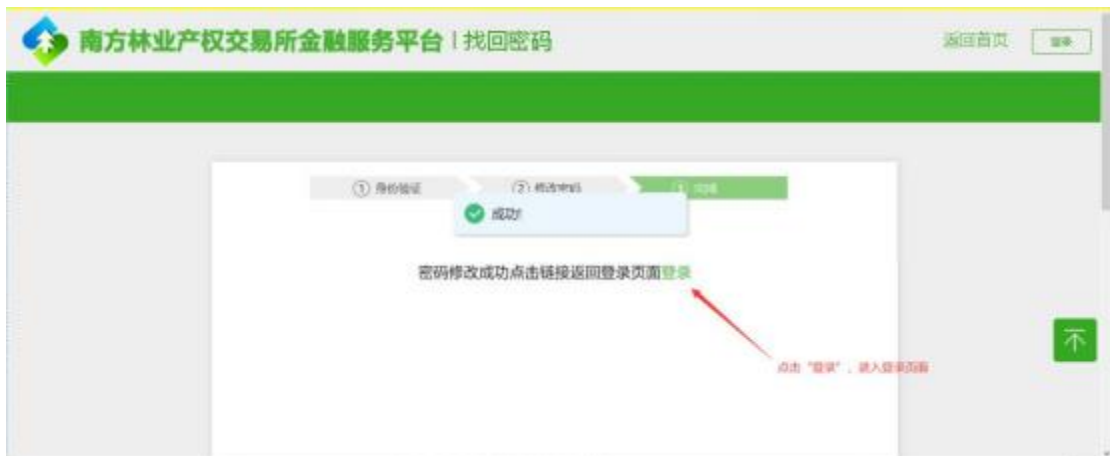 南方林业产权交易所金融服务平台 | 找回密码
返回首页 登录
① 身份验证 ② 修改密码 ③ 完成
成功!
密码修改成功点击链接返回登录页面登录
点击“登录”，进入登录页面